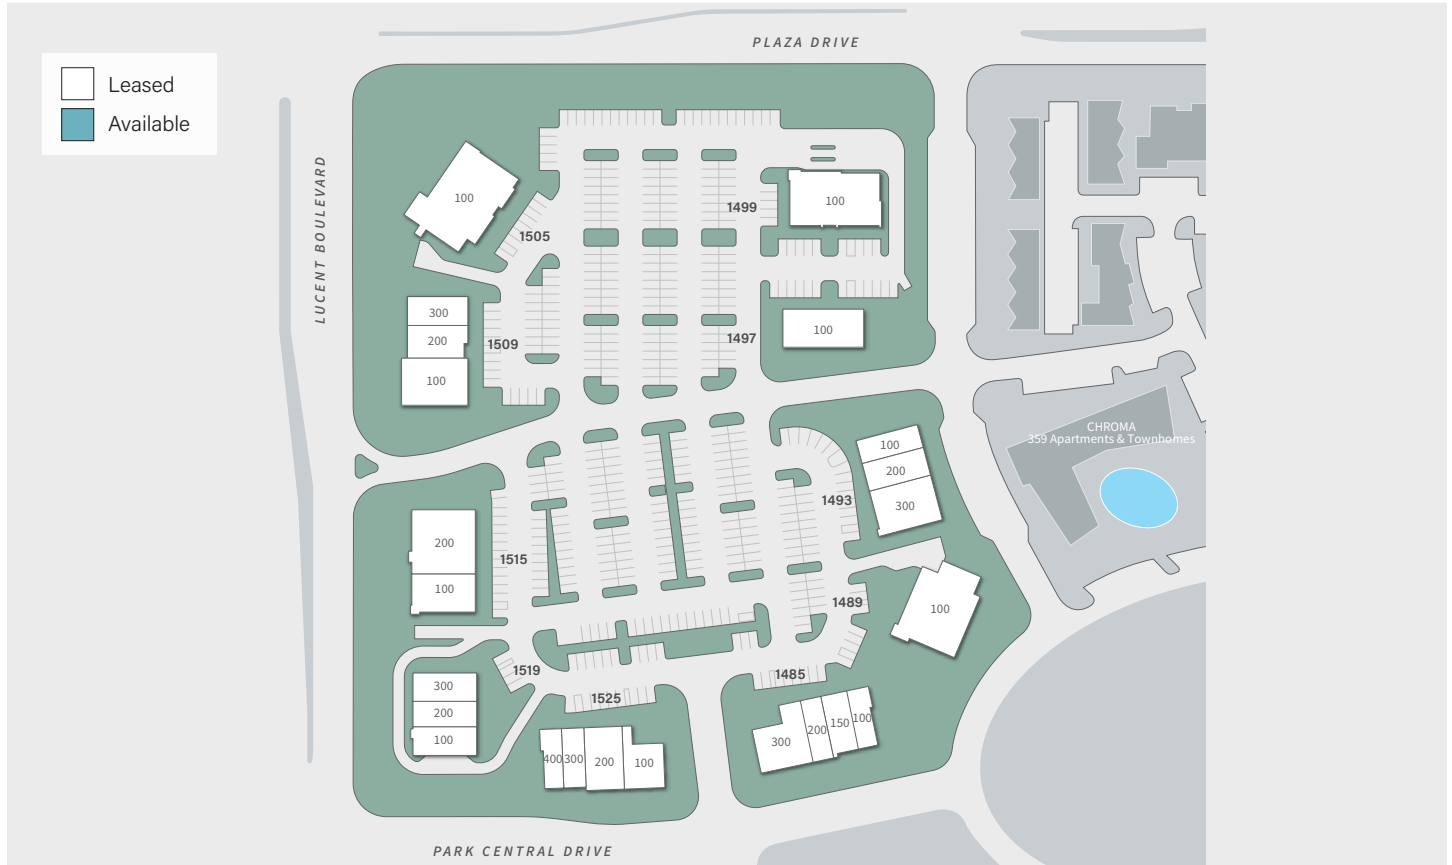 PLAZA DRIVE
Leased
Available
LUCENT BOULEVARD
100
1505
1499
100
300
200
100
1509
1497
100
CHROMA
359 Apartments & Townhomes
100
200
300
1493
200
100
1515
1489
100
1519
300
200
100
1525
400 300 200 100
1485
300 200 150 100
PARK CENTRAL DRIVE